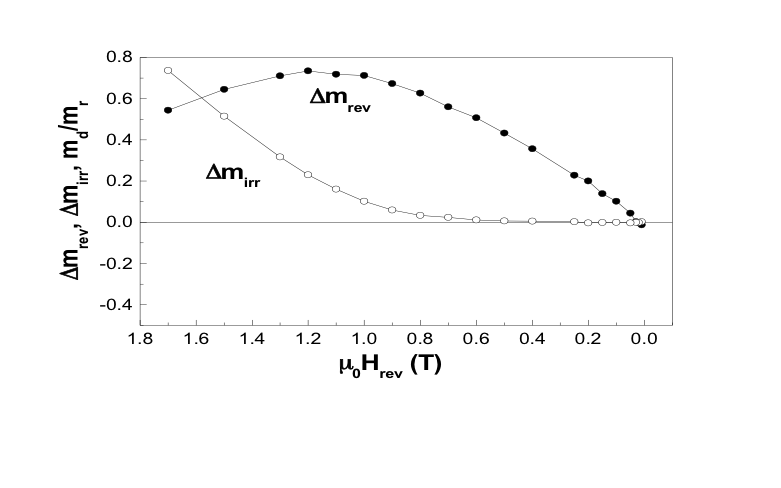 0.8
0.6
0.4
0.2
0.0
-0.2
-0.4
Δm_rev, Δm_irr, m_d/m_r
Δm_rev
Δm_irr
1.8 1.6 1.4 1.2 1.0 0.8 0.6 0.4 0.2 0.0
μ₀H_rev (T)